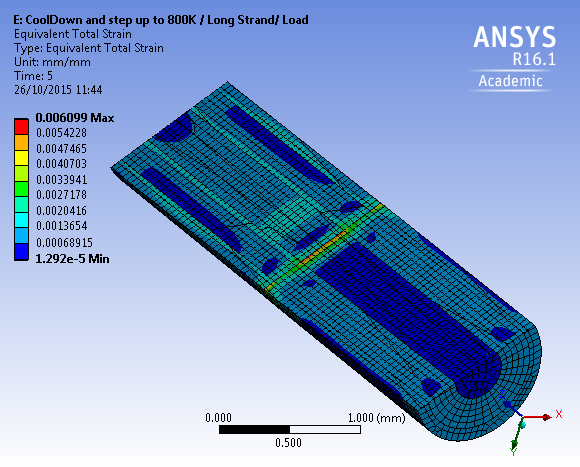 E: CoolDown and step up to 800K / Long Strand/ Load
Equivalent Total Strain
Type: Equivalent Total Strain
Unit: mm/mm
Time: 5
26/10/2015 11:44
ANSYS
R16.1
Academic
0.006099 Max
0.0054228
0.0047465
0.0040703
0.0033941
0.0027178
0.0020416
0.0013654
0.00068915
1.292e-5 Min
0.000
1.000 (mm)
0.500
X
Y